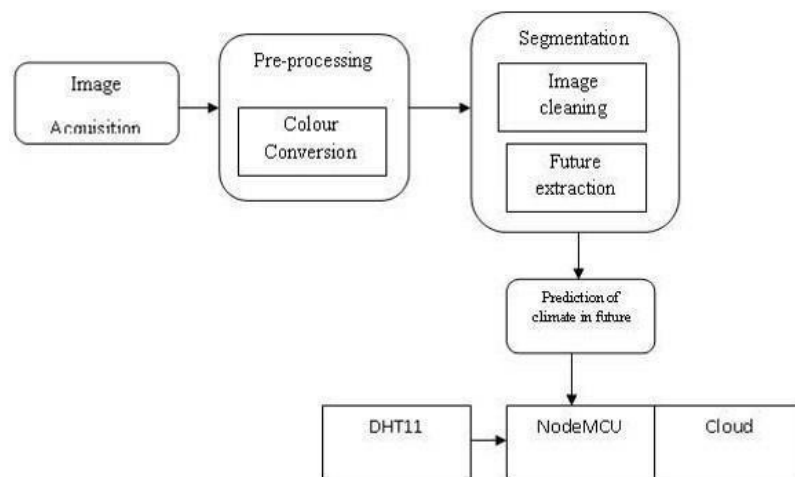 Image
Acquisition
Pre-processing
Colour
Conversion
Segmentation
Image
cleaning
Future
extraction
Prediction of
climate in future
DHT11
NodeMCU
Cloud